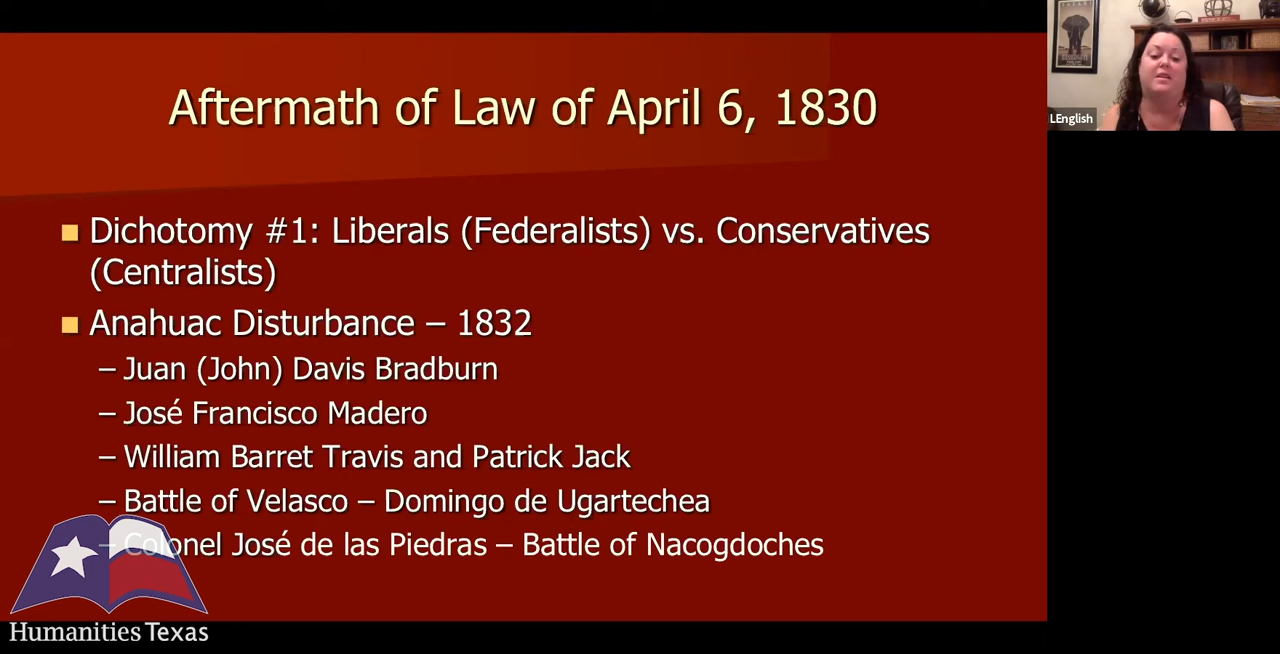 Aftermath of Law of April 6, 1830
LEnglish
■ Dichotomy #1: Liberals (Federalists) vs. Conservatives
(Centralists)
■ Anahuac Disturbance – 1832
– Juan (John) Davis Bradburn
– José Francisco Madero
– William Barret Travis and Patrick Jack
– Battle of Velasco – Domingo de Ugartechea
– Colonel José de las Piedras – Battle of Nacogdoches
Humanities Texas